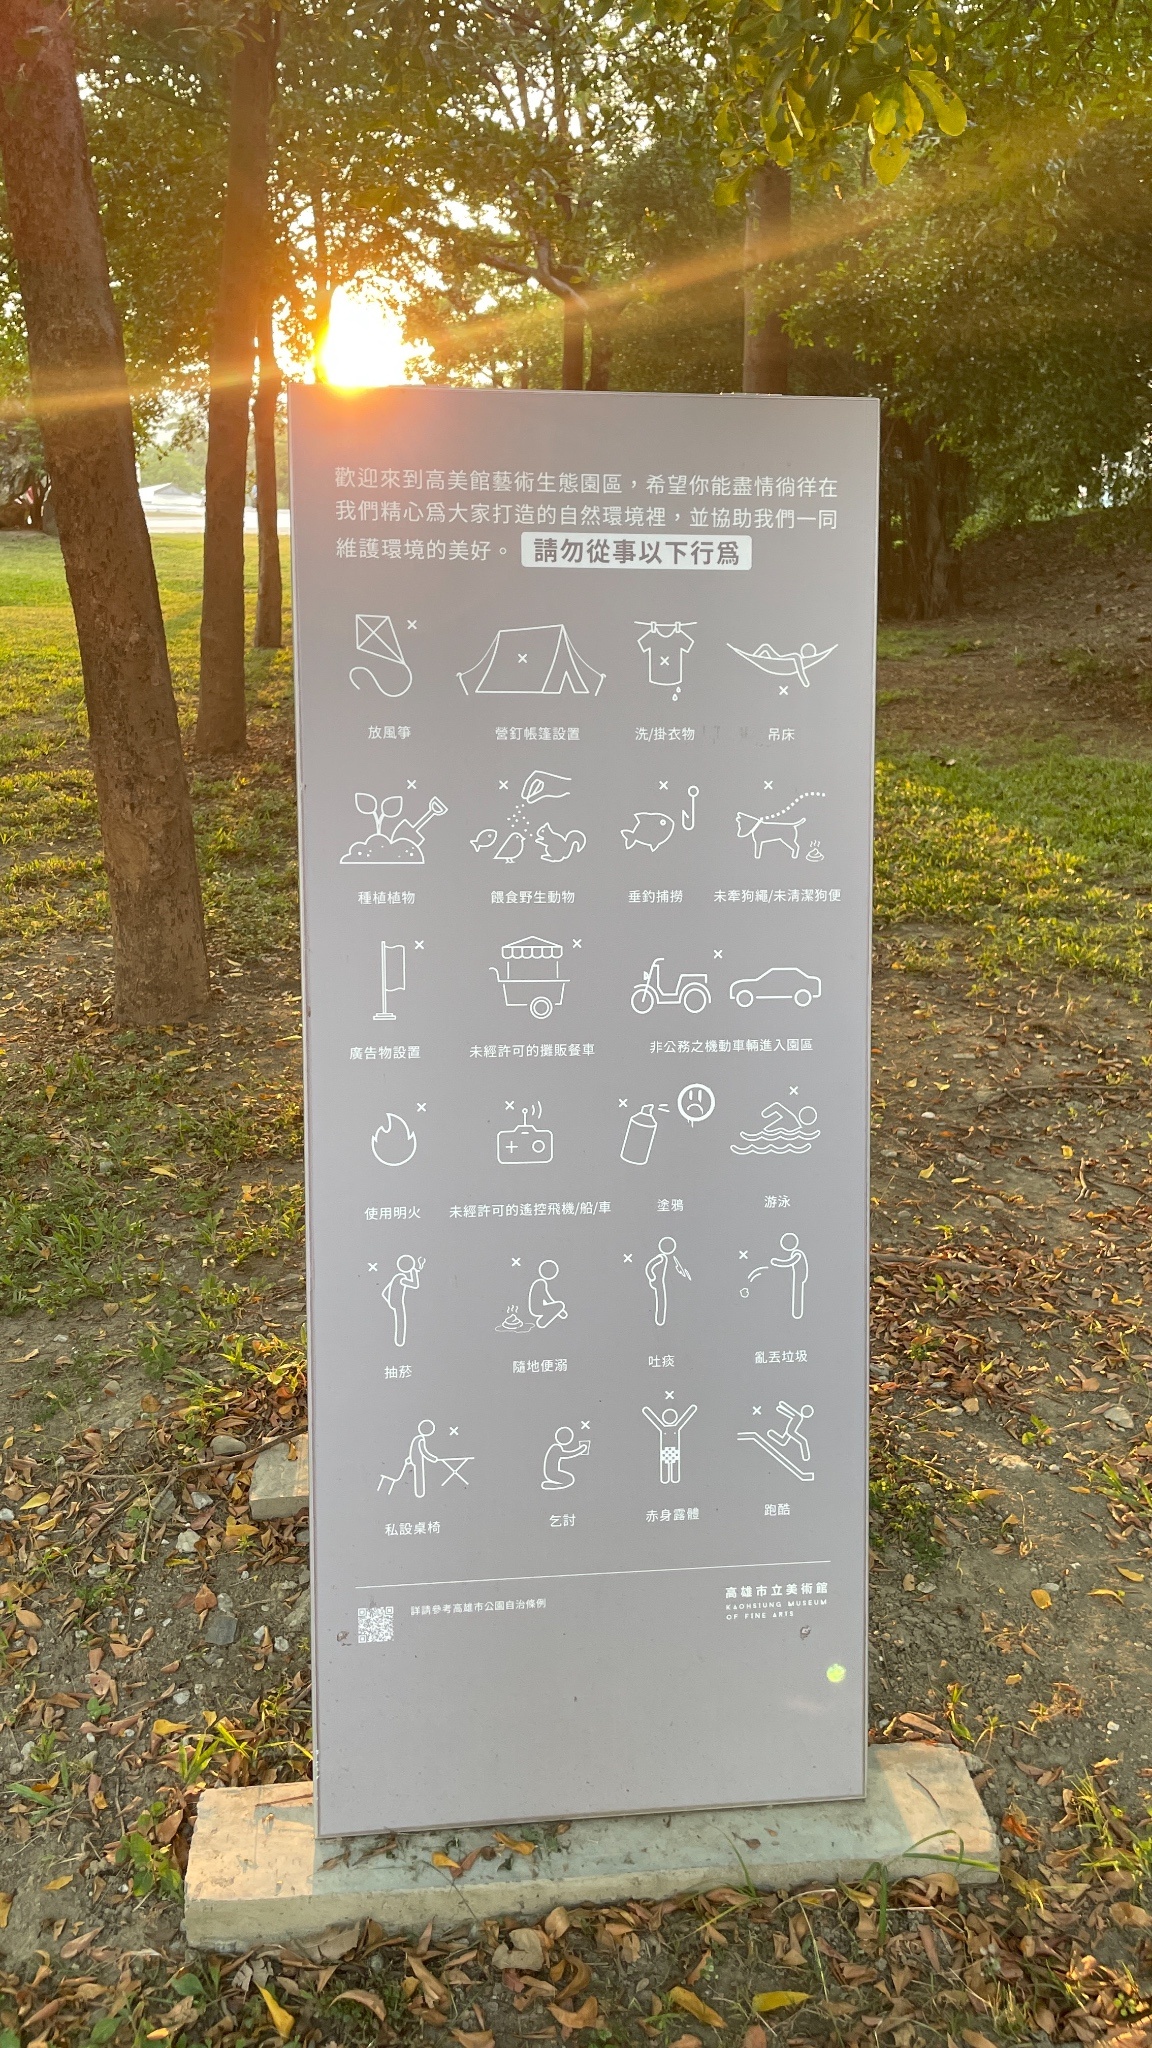 歡迎來到高美館藝術生態園區，希望你能盡情徜徉在
我們精心爲大家打造的自然環境裡，並協助我們一同
維護環境的美好。 請勿從事以下行爲
放風箏 營釘帳篷設置 洗/掛衣物 吊床
種植植物 餵食野生動物 垂釣捕撈 未牽狗繩/未清潔狗便
廣告物設置 未經許可的攤販餐車 非公務之機動車輛進入園區
使用明火 未經許可的遙控飛機/船/車 塗鴉 游泳
抽菸 隨地便溺 吐痰 亂丟垃圾
私設桌椅 乞討 赤身露體 跑酷
詳請參考高雄市公園自治條例
高雄市立美術館
KAOHSIUNG MUSEUM
OF FINE ARTS